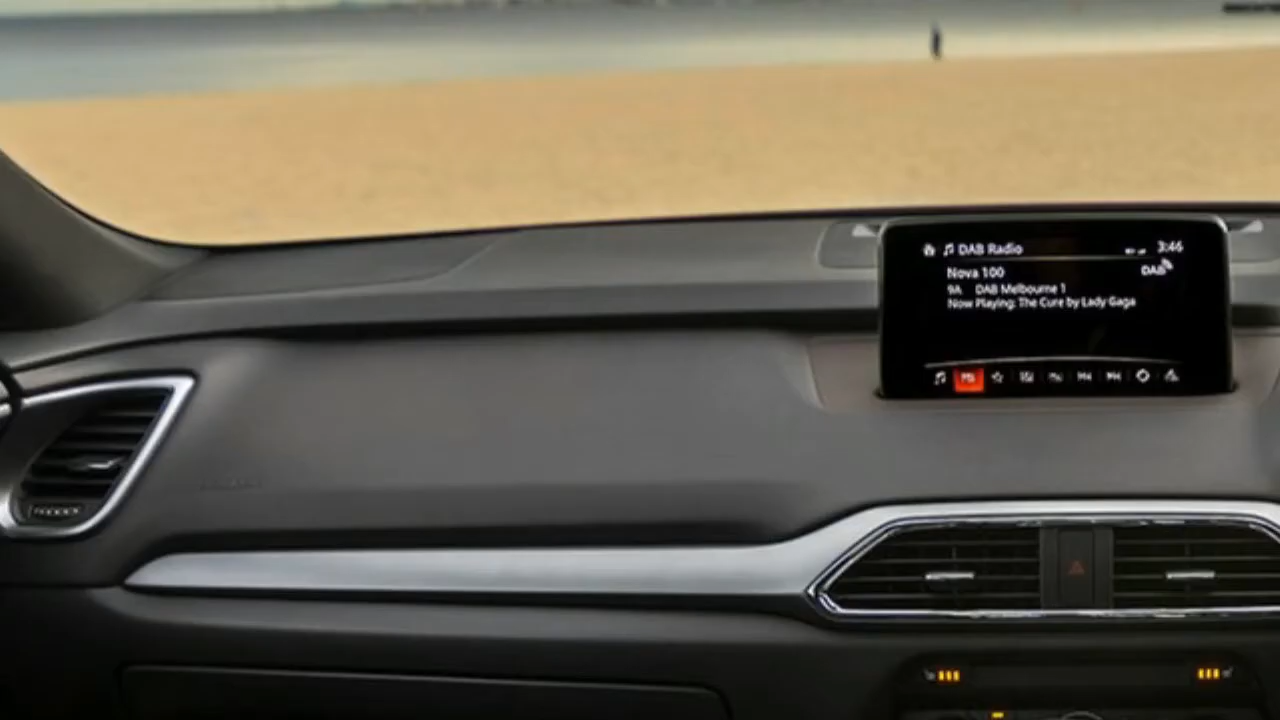 DAB Radio 3:46
Nova 100 DAB
9A DAB Melbourne 1
Now Playing: The Cure by Lady Gaga